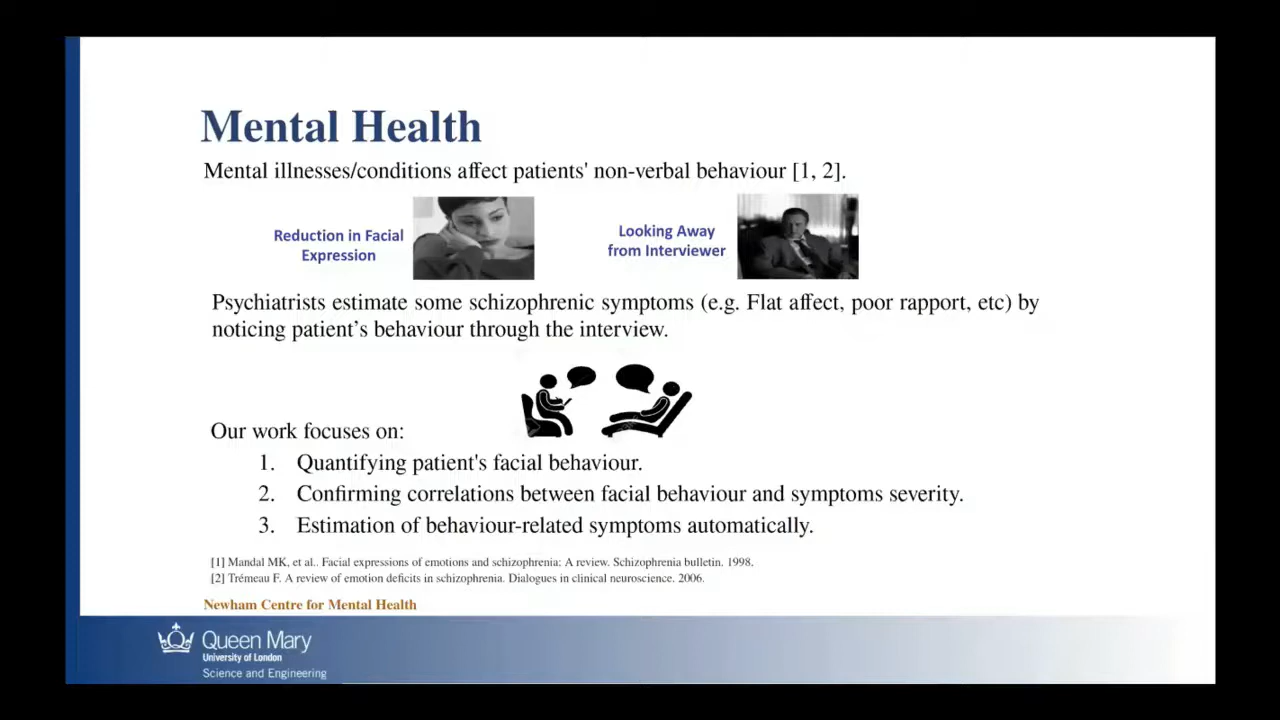 Mental Health
Mental illnesses/conditions affect patients' non-verbal behaviour [1, 2].
Reduction in Facial
Expression
Looking Away
from Interviewer
Psychiatrists estimate some schizophrenic symptoms (e.g. Flat affect, poor rapport, etc) by
noticing patient's behaviour through the interview.
Our work focuses on:
1. Quantifying patient's facial behaviour.
2. Confirming correlations between facial behaviour and symptoms severity.
3. Estimation of behaviour-related symptoms automatically.
[1] Mandal MK, et al.. Facial expressions of emotions and schizophrenia: A review. Schizophrenia bulletin. 1998.
[2] Trémeau F. A review of emotion deficits in schizophrenia. Dialogues in clinical neuroscience. 2006.
Newham Centre for Mental Health
Queen Mary
University of London
Science and Engineering